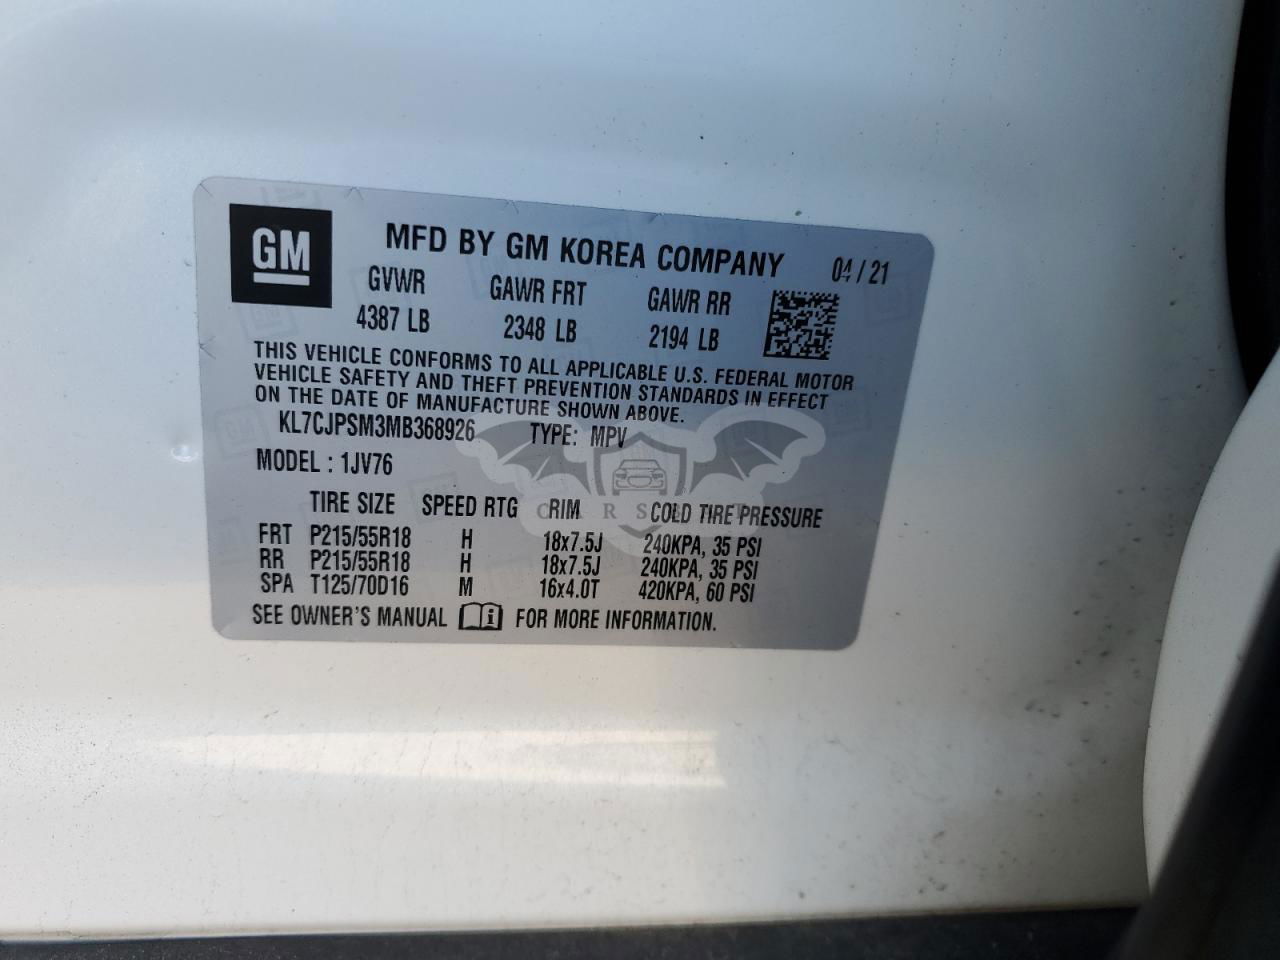 GM
MFD BY GM KOREA COMPANY 04/21
GVWR GAWR FRT GAWR RR
4387 LB 2348 LB 2194 LB
THIS VEHICLE CONFORMS TO ALL APPLICABLE U.S. FEDERAL MOTOR
VEHICLE SAFETY AND THEFT PREVENTION STANDARDS IN EFFECT
ON THE DATE OF MANUFACTURE SHOWN ABOVE.
KL7CJPSM3MB368926 TYPE: MPV
MODEL : 1JV76
TIRE SIZE SPEED RTG RIM COLD TIRE PRESSURE
FRT P215/55R18 H 18x7.5J 240KPA, 35 PSI
RR P215/55R18 H 18x7.5J 240KPA, 35 PSI
SPA T125/70D16 M 16x4.0T 420KPA, 60 PSI
SEE OWNER'S MANUAL i FOR MORE INFORMATION.